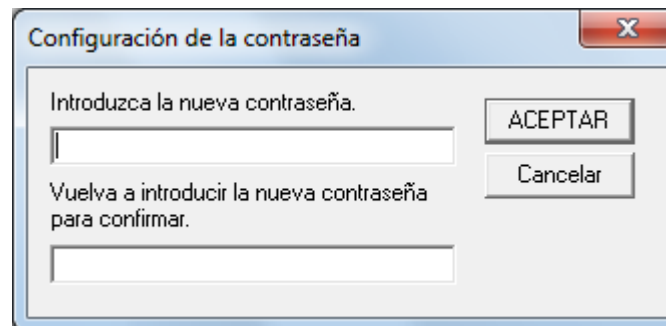 Configuración de la contraseña
Introduzca la nueva contraseña.
ACEPTAR
Cancelar
Vuelva a introducir la nueva contraseña
para confirmar.